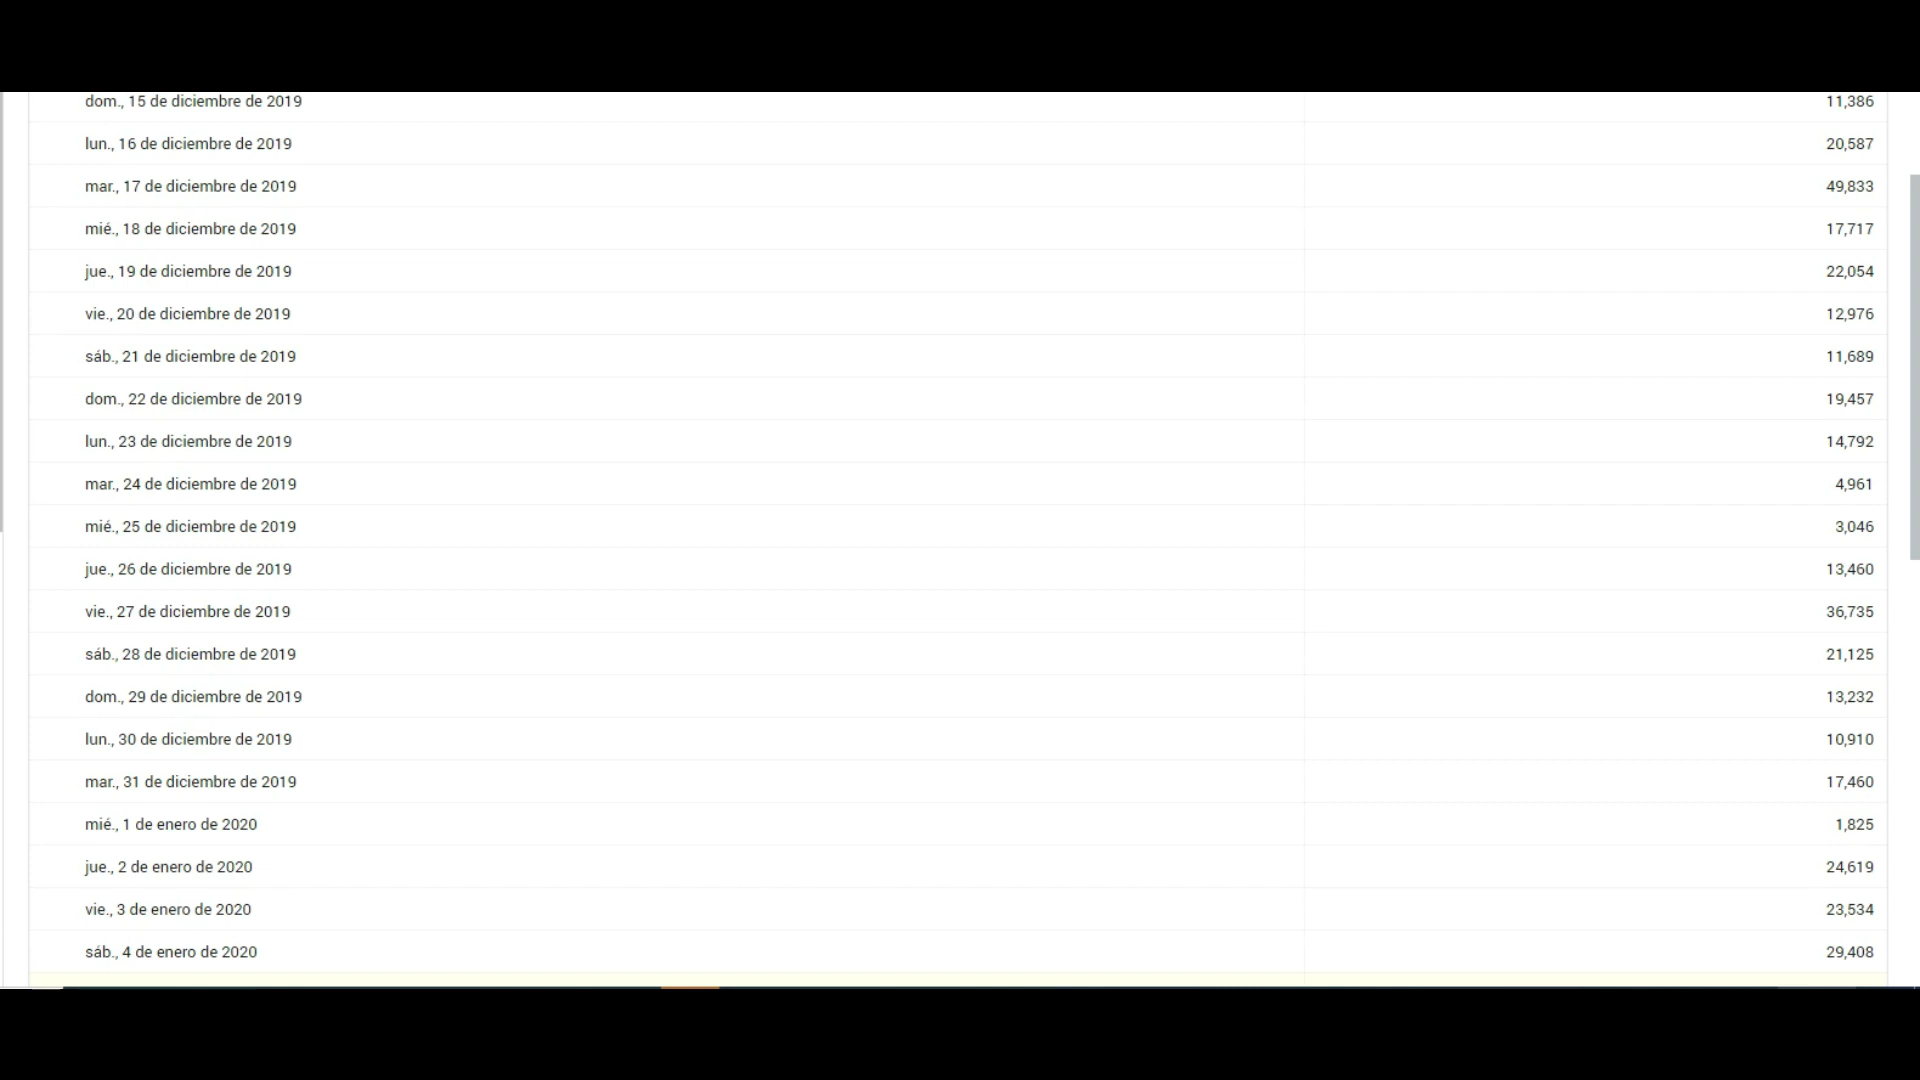 dom., 15 de diciembre de 2019 11,386
lun., 16 de diciembre de 2019 20,587
mar., 17 de diciembre de 2019 49,833
mié., 18 de diciembre de 2019 17,717
jue., 19 de diciembre de 2019 22,054
vie., 20 de diciembre de 2019 12,976
sáb., 21 de diciembre de 2019 11,689
dom., 22 de diciembre de 2019 19,457
lun., 23 de diciembre de 2019 14,792
mar., 24 de diciembre de 2019 4,961
mié., 25 de diciembre de 2019 3,046
jue., 26 de diciembre de 2019 13,460
vie., 27 de diciembre de 2019 36,735
sáb., 28 de diciembre de 2019 21,125
dom., 29 de diciembre de 2019 13,232
lun., 30 de diciembre de 2019 10,910
mar., 31 de diciembre de 2019 17,460
mié., 1 de enero de 2020 1,825
jue., 2 de enero de 2020 24,619
vie., 3 de enero de 2020 23,534
sáb., 4 de enero de 2020 29,408